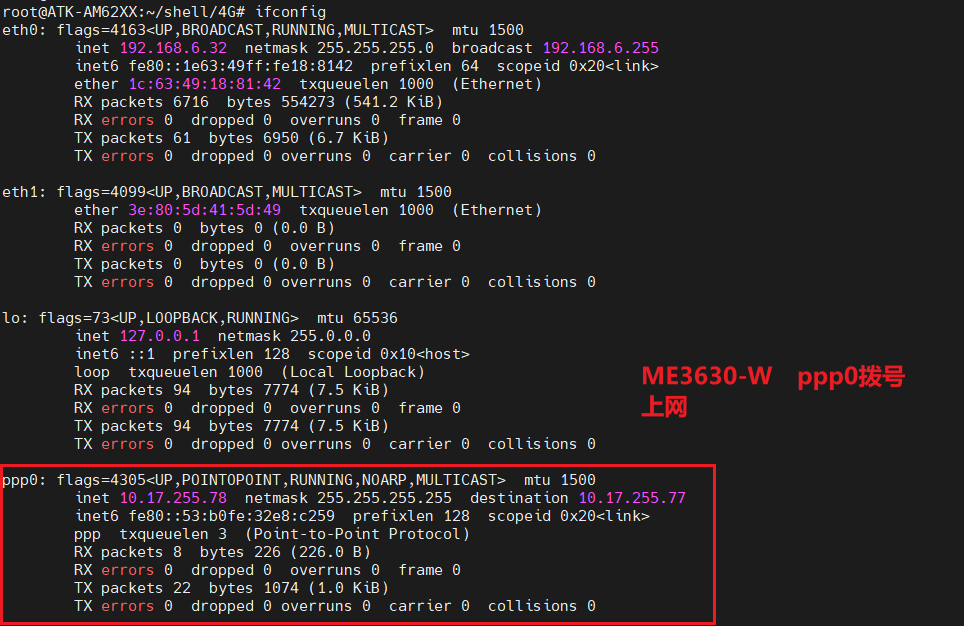 root@ATK-AM62XX:~/shell/4G# ifconfig
eth0: flags=4163<UP,BROADCAST,RUNNING,MULTICAST>  mtu 1500
        inet 192.168.6.32  netmask 255.255.255.0  broadcast 192.168.6.255
        inet6 fe80::1e63:49ff:fe18:8142  prefixlen 64  scopeid 0x20<link>
        ether 1c:63:49:18:81:42  txqueuelen 1000  (Ethernet)
        RX packets 6716  bytes 554273 (541.2 KiB)
        RX errors 0  dropped 0  overruns 0  frame 0
        TX packets 61  bytes 6950 (6.7 KiB)
        TX errors 0  dropped 0 overruns 0  carrier 0  collisions 0

eth1: flags=4099<UP,BROADCAST,MULTICAST>  mtu 1500
        ether 3e:80:5d:41:5d:49  txqueuelen 1000  (Ethernet)
        RX packets 0  bytes 0 (0.0 B)
        RX errors 0  dropped 0  overruns 0  frame 0
        TX packets 0  bytes 0 (0.0 B)
        TX errors 0  dropped 0 overruns 0  carrier 0  collisions 0

lo: flags=73<UP,LOOPBACK,RUNNING>  mtu 65536
        inet 127.0.0.1  netmask 255.0.0.0
        inet6 ::1  prefixlen 128  scopeid 0x10<host>
        loop  txqueuelen 1000  (Local Loopback)
        RX packets 94  bytes 7774 (7.5 KiB)
        RX errors 0  dropped 0  overruns 0  frame 0
        TX packets 94  bytes 7774 (7.5 KiB)
        TX errors 0  dropped 0 overruns 0  carrier 0  collisions 0

ME3630-W ppp0拨号
上网

ppp0: flags=4305<UP,POINTOPOINT,RUNNING,NOARP,MULTICAST>  mtu 1500
        inet 10.17.255.78  netmask 255.255.255.255  destination 10.17.255.77
        inet6 fe80::53:b0fe:32e8:c259  prefixlen 128  scopeid 0x20<link>
        ppp  txqueuelen 3  (Point-to-Point Protocol)
        RX packets 8  bytes 226 (226.0 B)
        RX errors 0  dropped 0  overruns 0  frame 0
        TX packets 22  bytes 1074 (1.0 KiB)
        TX errors 0  dropped 0 overruns 0  carrier 0  collisions 0